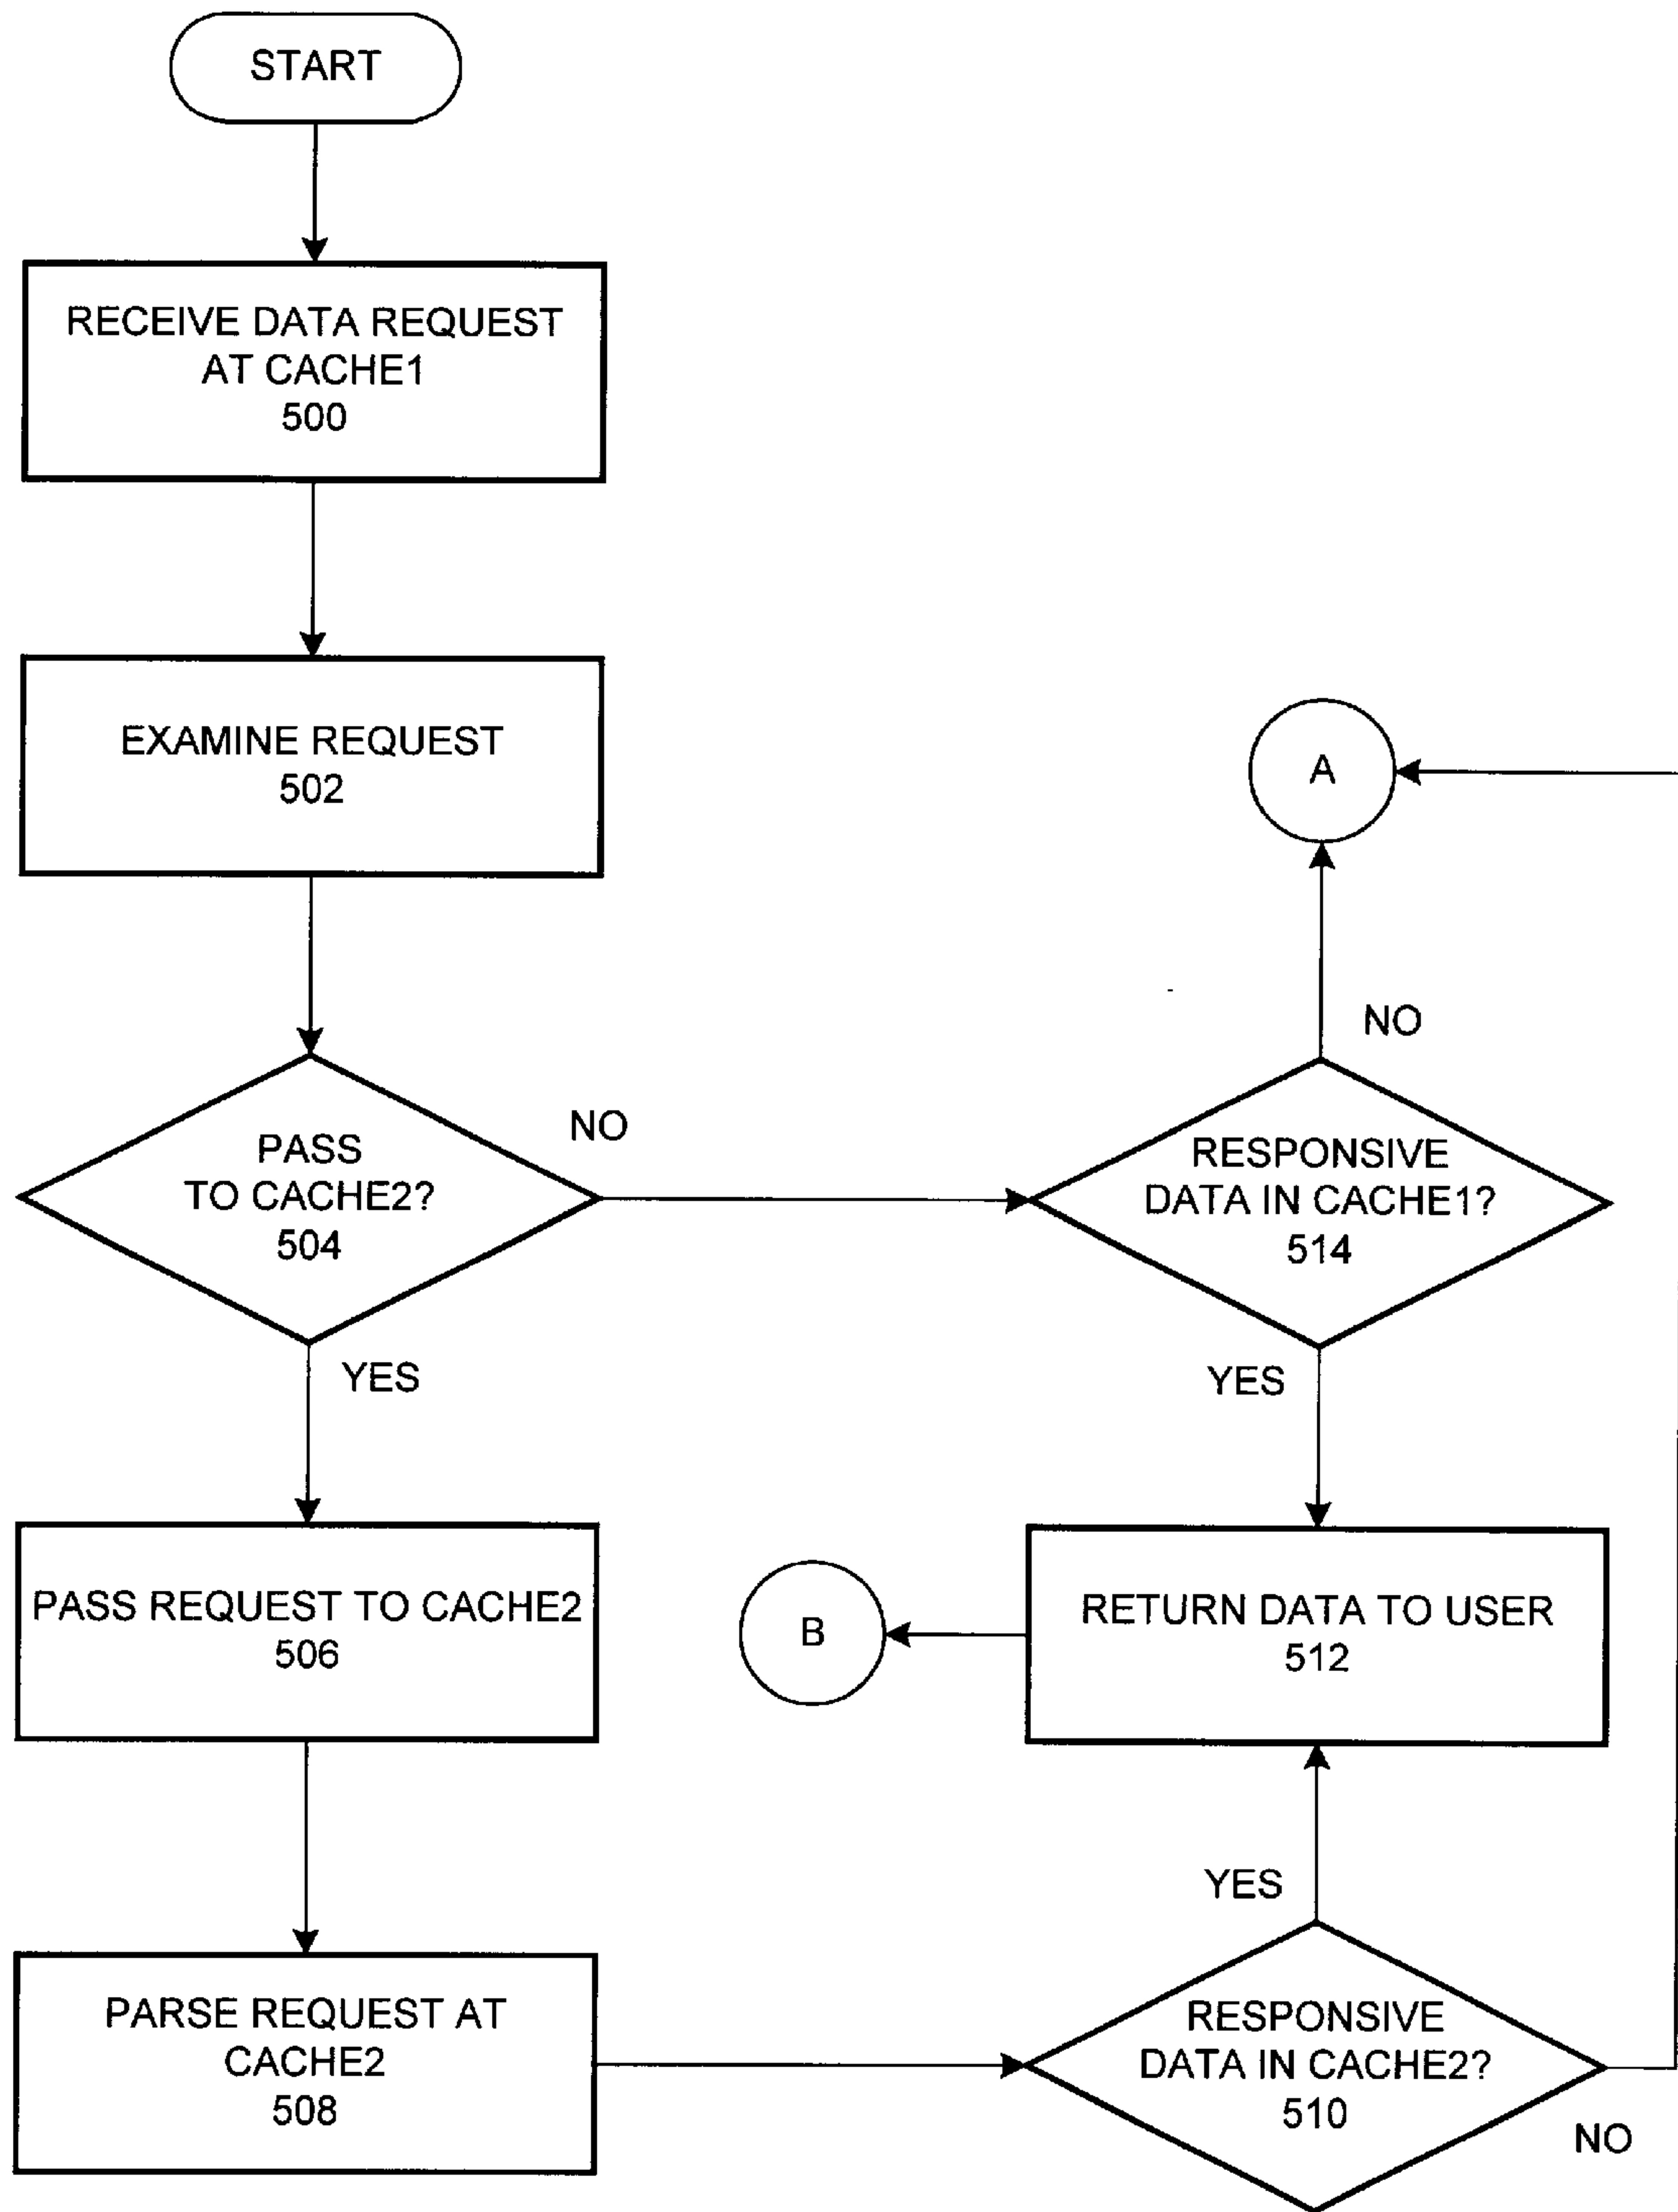 START
RECEIVE DATA REQUEST
AT CACHE1
500
EXAMINE REQUEST
502
A
NO
PASS
TO CACHE2?
504
NO
RESPONSIVE
DATA IN CACHE1?
514
YES
YES
PASS REQUEST TO CACHE2
506
B
RETURN DATA TO USER
512
YES
PARSE REQUEST AT
CACHE2
508
RESPONSIVE
DATA IN CACHE2?
510
NO